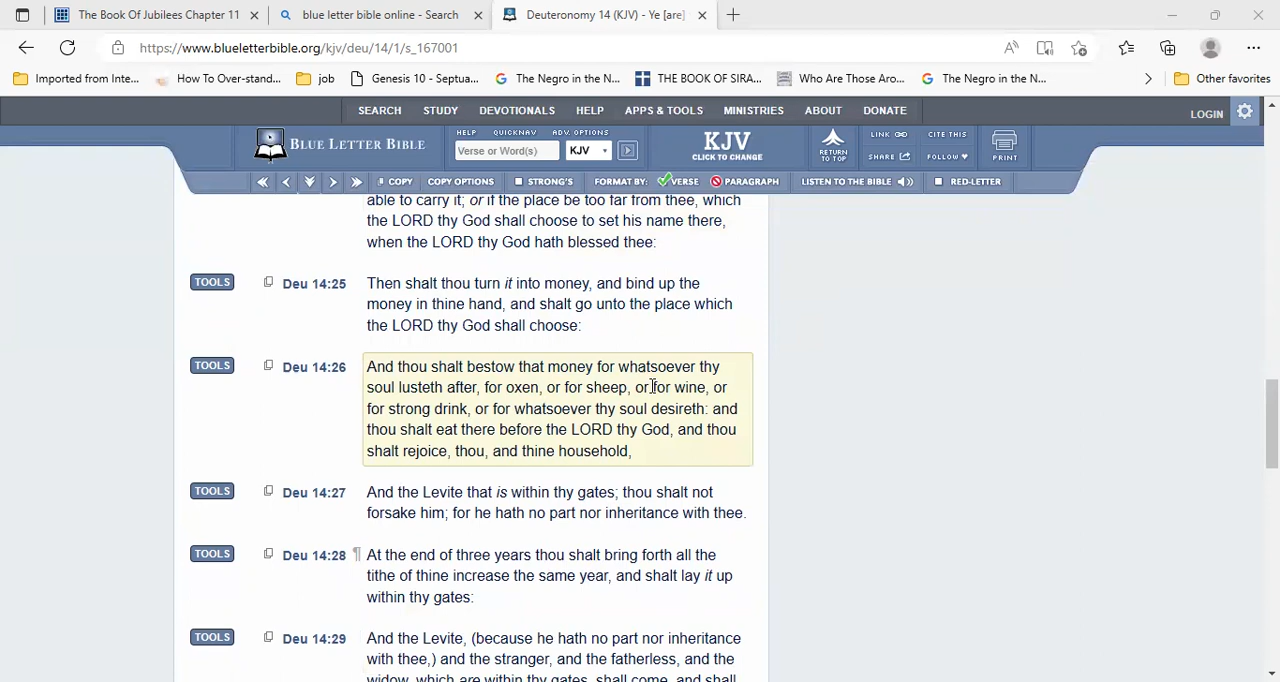 The Book Of Jubilees Chapter 11
blue letter bible online - Search
Deuteronomy 14 (KJV) - Ye [are]
https://www.blueletterbible.org/kjv/deu/14/1/s_167001
Imported from Inte...
How To Over-stand...
job
Genesis 10 - Septua...
The Negro in the N...
THE BOOK OF SIRA...
Who Are Those Aro...
The Negro in the N...
Other favorites
SEARCH STUDY DEVOTIONALS HELP APPS & TOOLS MINISTRIES ABOUT DONATE
LOGIN
BLUE LETTER BIBLE
HELP QUICKNAV ADV. OPTIONS
Verse or Word(s) KJV
KJV
CLICK TO CHANGE
RETURN
TO TOP
LINK CITE THIS
SHARE FOLLOW
PRINT
COPY COPY OPTIONS STRONG'S FORMAT BY: VERSE PARAGRAPH LISTEN TO THE BIBLE RED-LETTER
able to carry it; or if the place be too far from thee, which
the LORD thy God shall choose to set his name there,
when the LORD thy God hath blessed thee:
TOOLS Deu 14:25 Then shalt thou turn it into money, and bind up the
money in thine hand, and shalt go unto the place which
the LORD thy God shall choose:
TOOLS Deu 14:26 And thou shalt bestow that money for whatsoever thy
soul lusteth after, for oxen, or for sheep, or for wine, or
for strong drink, or for whatsoever thy soul desireth: and
thou shalt eat there before the LORD thy God, and thou
shalt rejoice, thou, and thine household,
TOOLS Deu 14:27 And the Levite that is within thy gates; thou shalt not
forsake him; for he hath no part nor inheritance with thee.
TOOLS Deu 14:28 ¶ At the end of three years thou shalt bring forth all the
tithe of thine increase the same year, and shalt lay it up
within thy gates:
TOOLS Deu 14:29 And the Levite, (because he hath no part nor inheritance
with thee,) and the stranger, and the fatherless, and the
widow, which are within thy gates, shall come, and shall